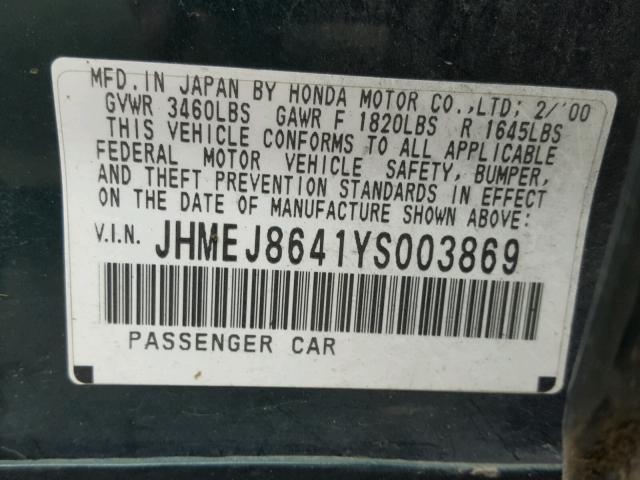 MFD. IN JAPAN BY HONDA MOTOR CO.,LTD; 2/'00
GVWR 3460LBS GAWR F 1820LBS R 1645LBS
THIS VEHICLE CONFORMS TO ALL APPLICABLE
FEDERAL MOTOR VEHICLE SAFETY, BUMPER,
AND THEFT PREVENTION STANDARDS IN EFFECT
ON THE DATE OF MANUFACTURE SHOWN ABOVE:
V.I.N. JHMEJ8641YS003869
PASSENGER CAR